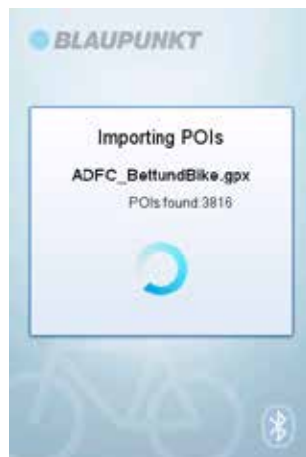 BLAUPUNKT
Importing POIs
ADFC_BettundBike.gpx
POIs found:3816